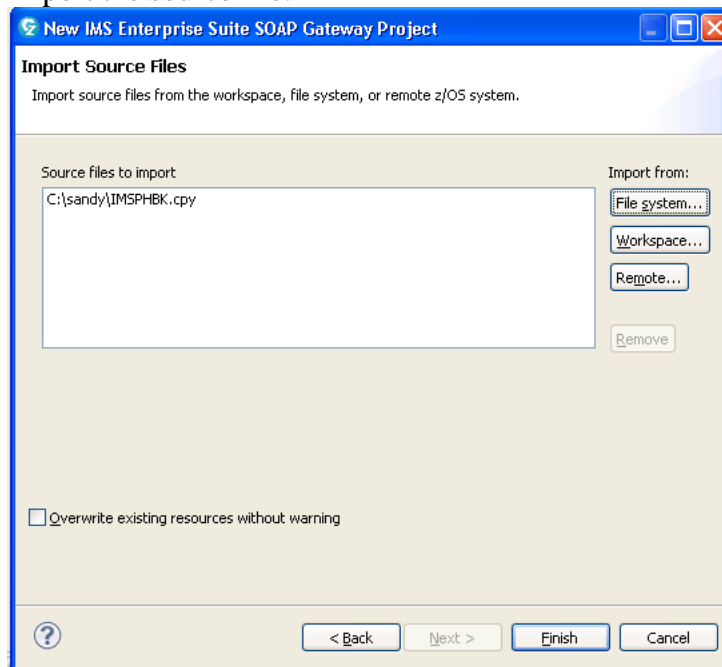 New IMS Enterprise Suite SOAP Gateway Project
Import Source Files
Import source files from the workspace, file system, or remote z/OS system.
Source files to import
Import from:
C:\sandy\IMSPHBK.cpy
File system...
Workspace...
Remote...
Remove
Overwrite existing resources without warning
< Back
Next >
Finish
Cancel